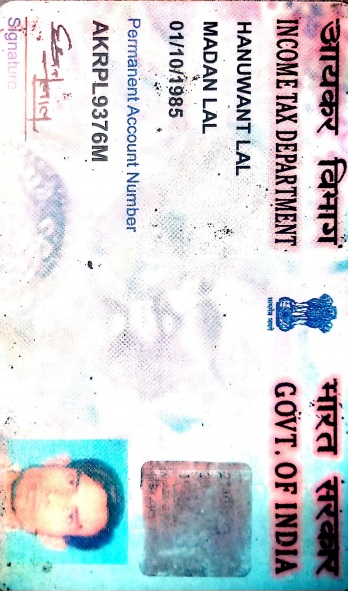 आयकर विभाग
INCOME TAX DEPARTMENT
भारत सरकार
GOVT. OF INDIA
सत्यमेव जयते
HANUWANT LAL
MADAN LAL
01/10/1985
Permanent Account Number
AKRPL9376M
Signature